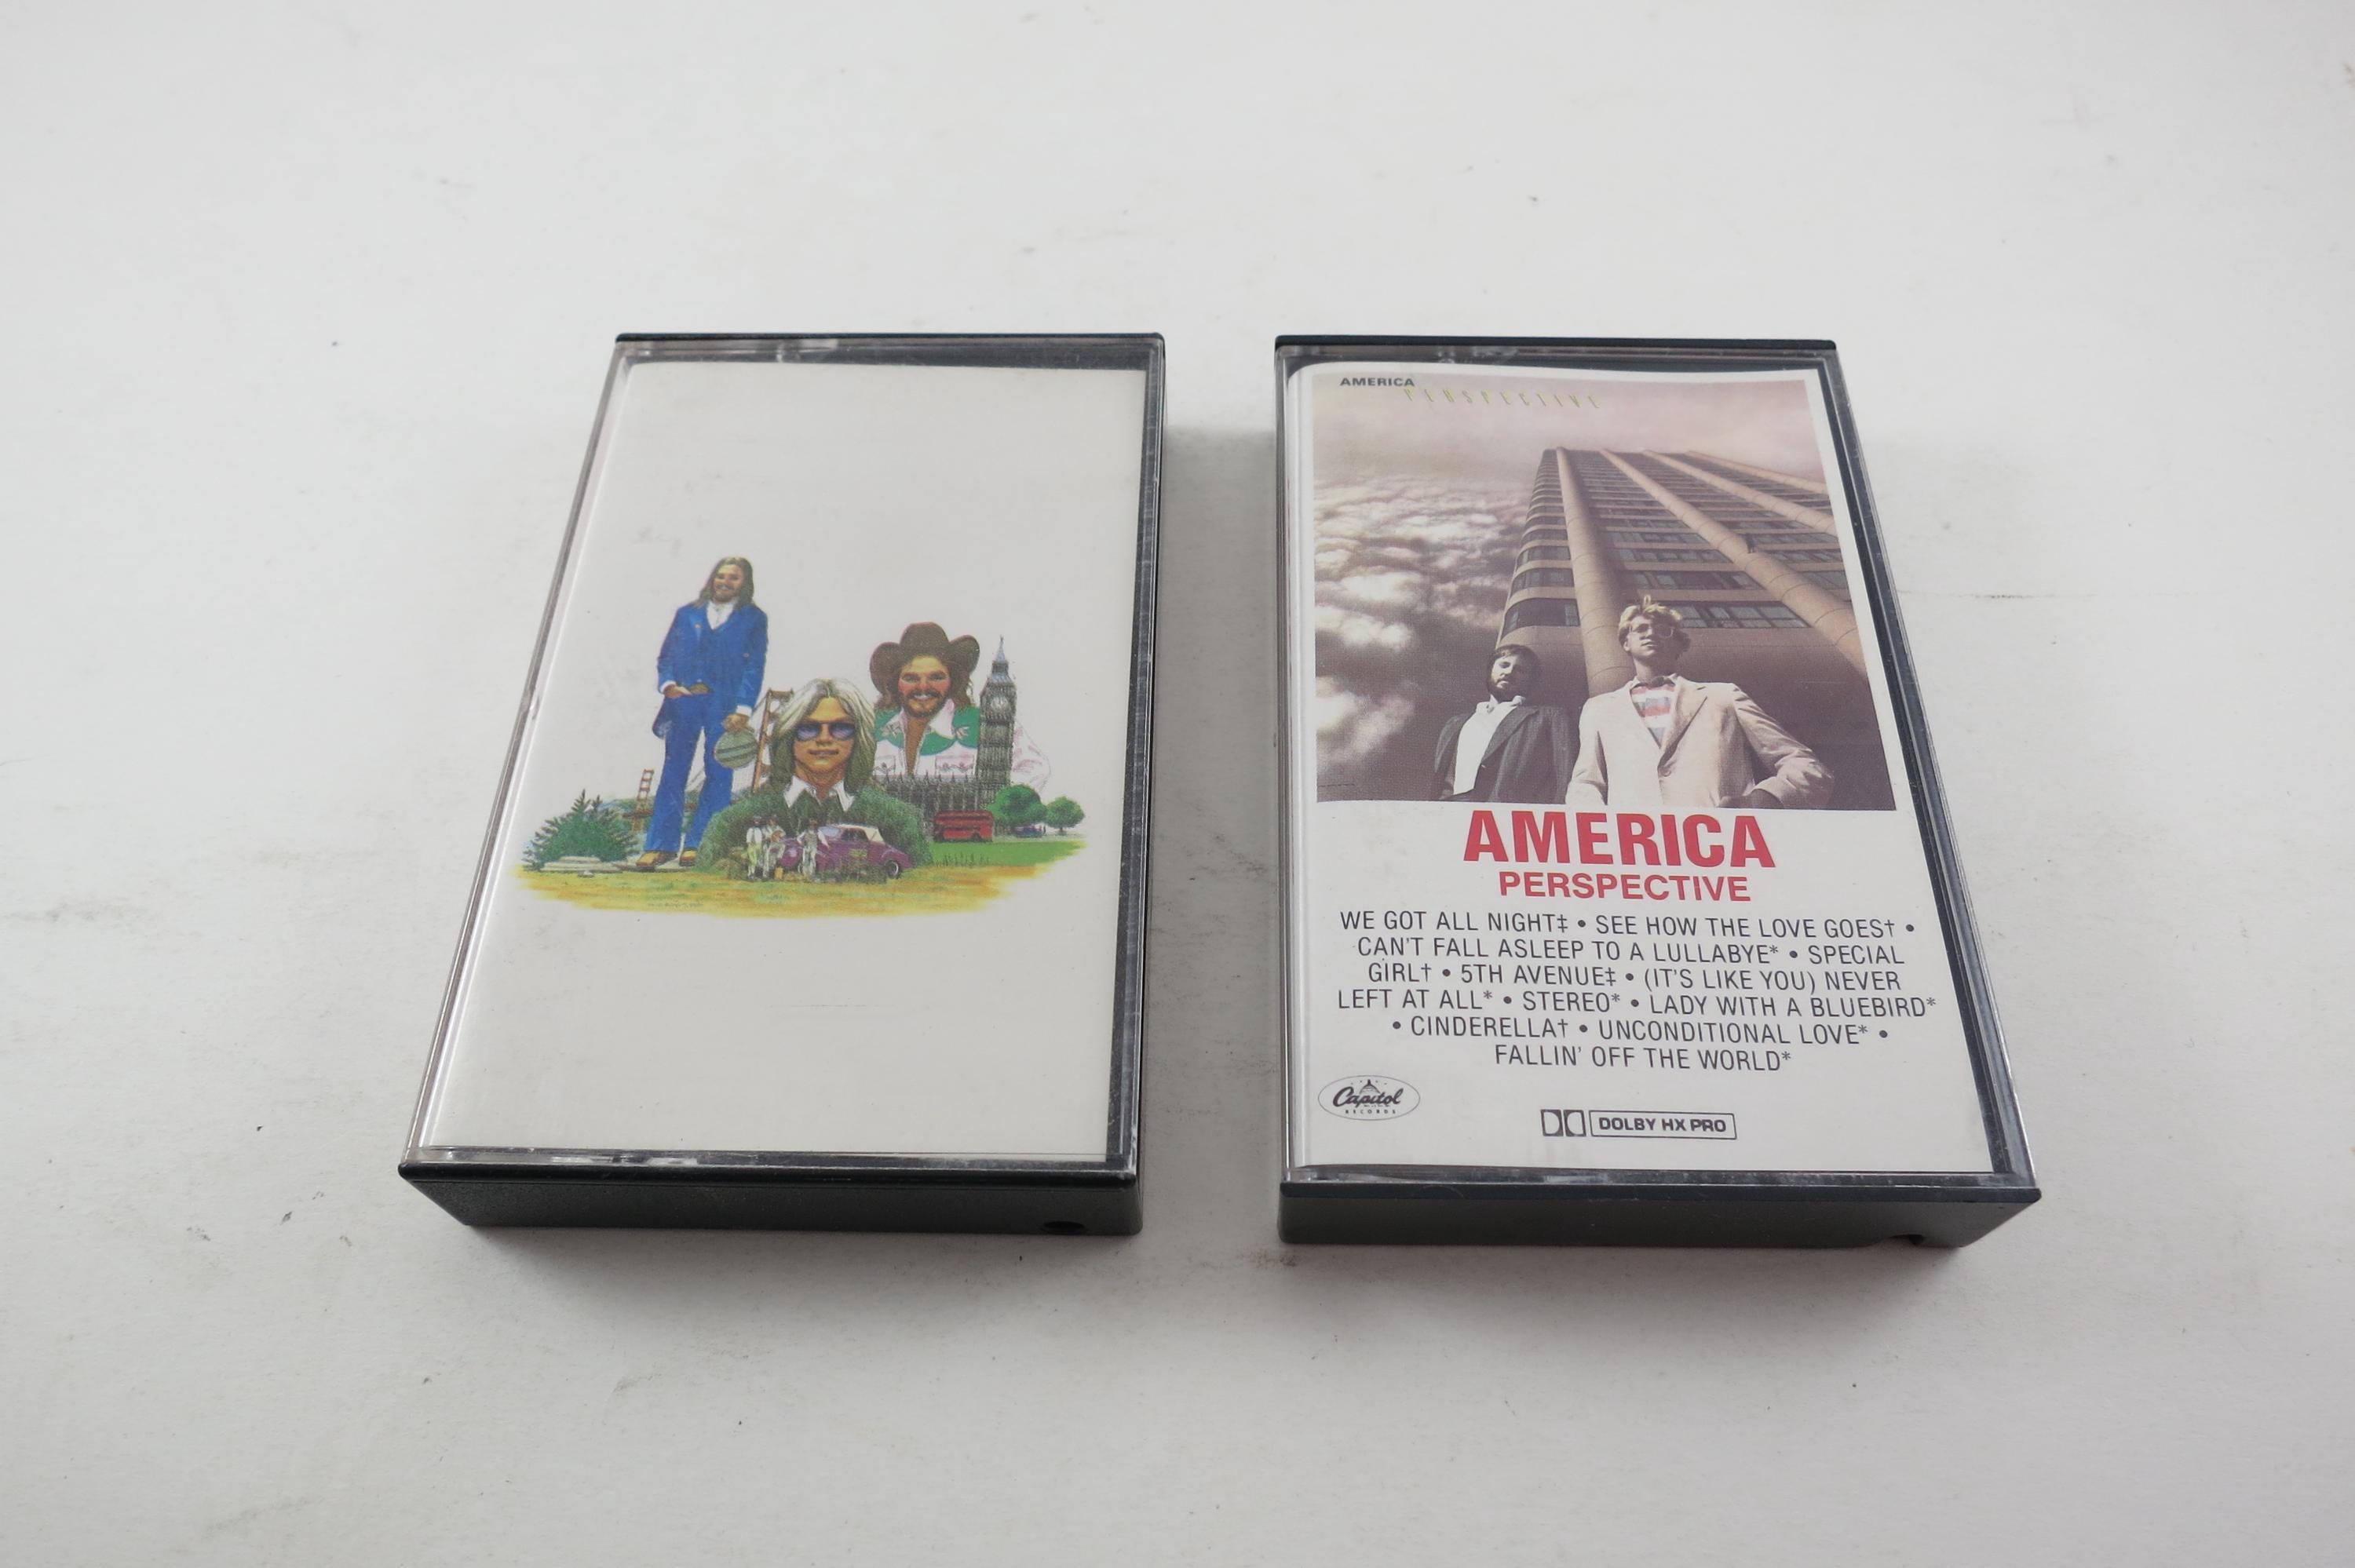 AMERICA
PERSPECTIVE
AMERICA
PERSPECTIVE
WE GOT ALL NIGHT‡ • SEE HOW THE LOVE GOES† •
CAN'T FALL ASLEEP TO A LULLABYE* • SPECIAL
GIRL† • 5TH AVENUE‡ • (IT'S LIKE YOU) NEVER
LEFT AT ALL* • STEREO* • LADY WITH A BLUEBIRD*
• CINDERELLA† • UNCONDITIONAL LOVE* •
FALLIN' OFF THE WORLD*
Capitol
RECORDS
DOLBY HX PRO